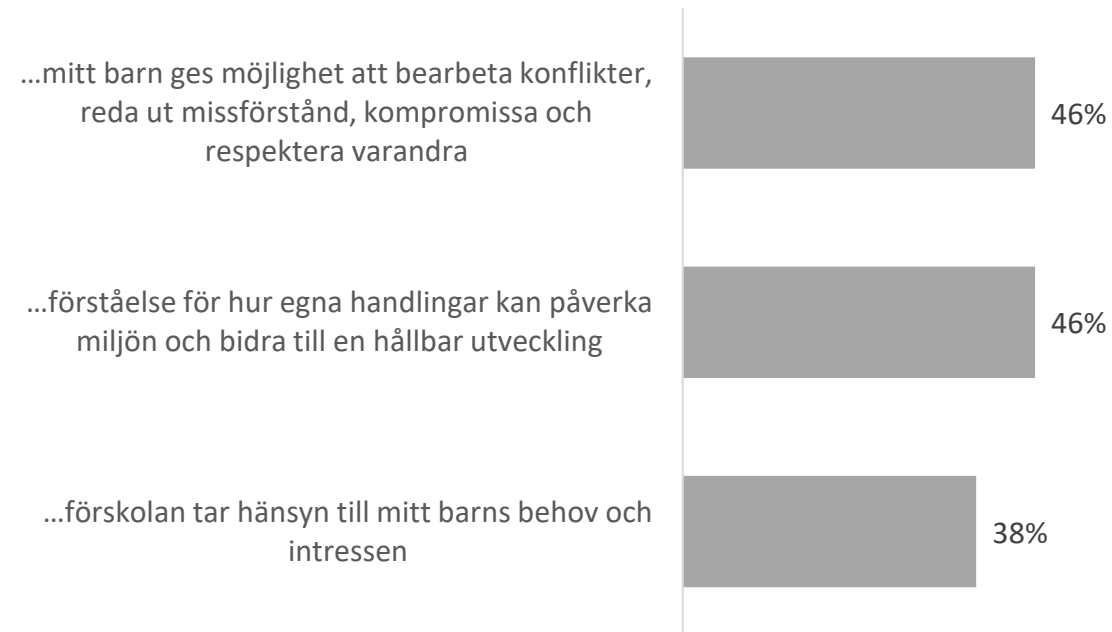 ...mitt barn ges möjlighet att bearbeta konflikter,
reda ut missförstånd, kompromissa och
respektera varandra
46%
...förståelse för hur egna handlingar kan påverka
miljön och bidra till en hållbar utveckling
46%
...förskolan tar hänsyn till mitt barns behov och
intressen
38%